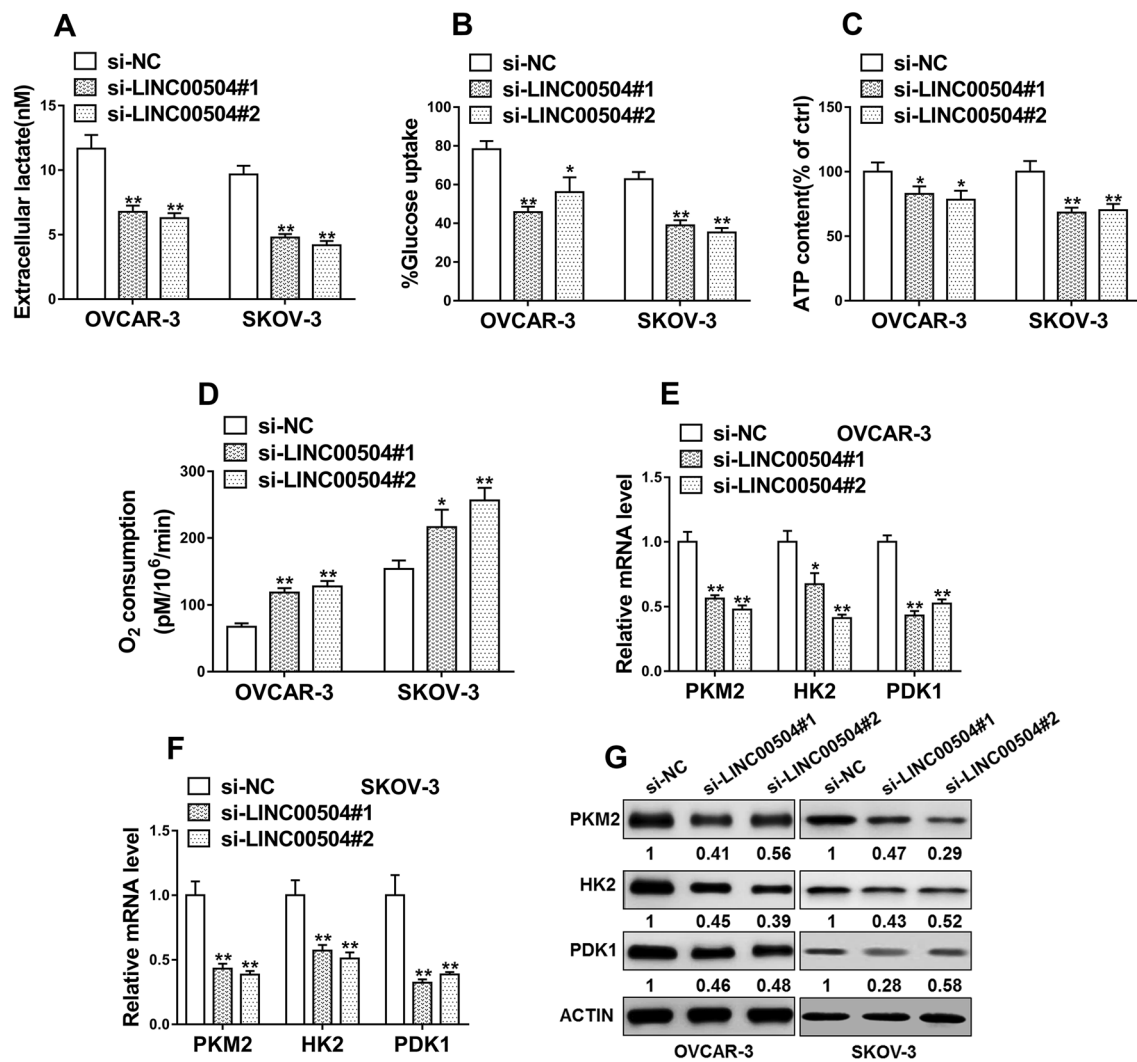 A
si-NC
si-LINC00504#1
si-LINC00504#2
Extracellular lactate(nM)
15
10
5
0
** ** ** **
OVCAR-3 SKOV-3
B
si-NC
si-LINC00504#1
si-LINC00504#2
%Glucose uptake
100
80
60
40
20
0
** * ** **
OVCAR-3 SKOV-3
C
si-NC
si-LINC00504#1
si-LINC00504#2
ATP content(% of ctrl)
150
100
50
0
* * ** **
OVCAR-3 SKOV-3
D
si-NC
si-LINC00504#1
si-LINC00504#2
O2 consumption
(pM/10^6/min)
300
200
100
0
** ** * **
OVCAR-3 SKOV-3
E
si-NC OVCAR-3
si-LINC00504#1
si-LINC00504#2
Relative mRNA level
1.5
1.0
0.5
0.0
** ** * ** ** **
PKM2 HK2 PDK1
F
si-NC SKOV-3
si-LINC00504#1
si-LINC00504#2
Relative mRNA level
1.5
1.0
0.5
0.0
** ** ** ** ** **
PKM2 HK2 PDK1
G
si-NC si-LINC00504#1 si-LINC00504#2 si-NC si-LINC00504#1 si-LINC00504#2
PKM2
1 0.41 0.56 1 0.47 0.29
HK2
1 0.45 0.39 1 0.43 0.52
PDK1
1 0.46 0.48 1 0.28 0.58
ACTIN
OVCAR-3 SKOV-3